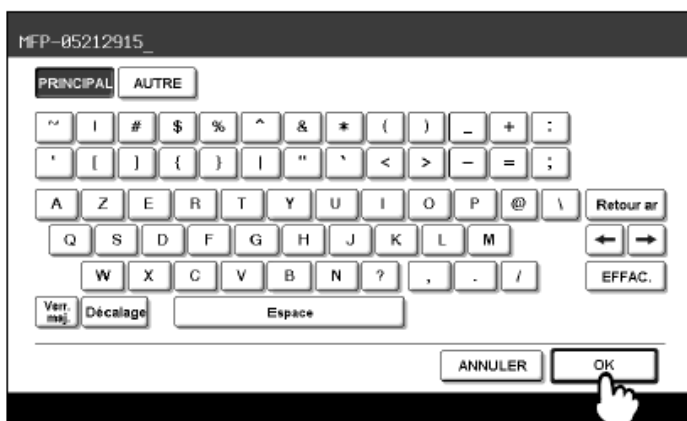 MFP-05212915_
PRINCIPAL AUTRE
~ ! # $ % ^ & * ( ) _ + :
' [ ] { } | " ` < > - = ;
A Z E R T Y U I O P @ \ Retour ar
Q S D F G H J K L M ← →
W X C V B N ? , . / EFFAC.
Verr. maj. Décalage Espace
ANNULER OK